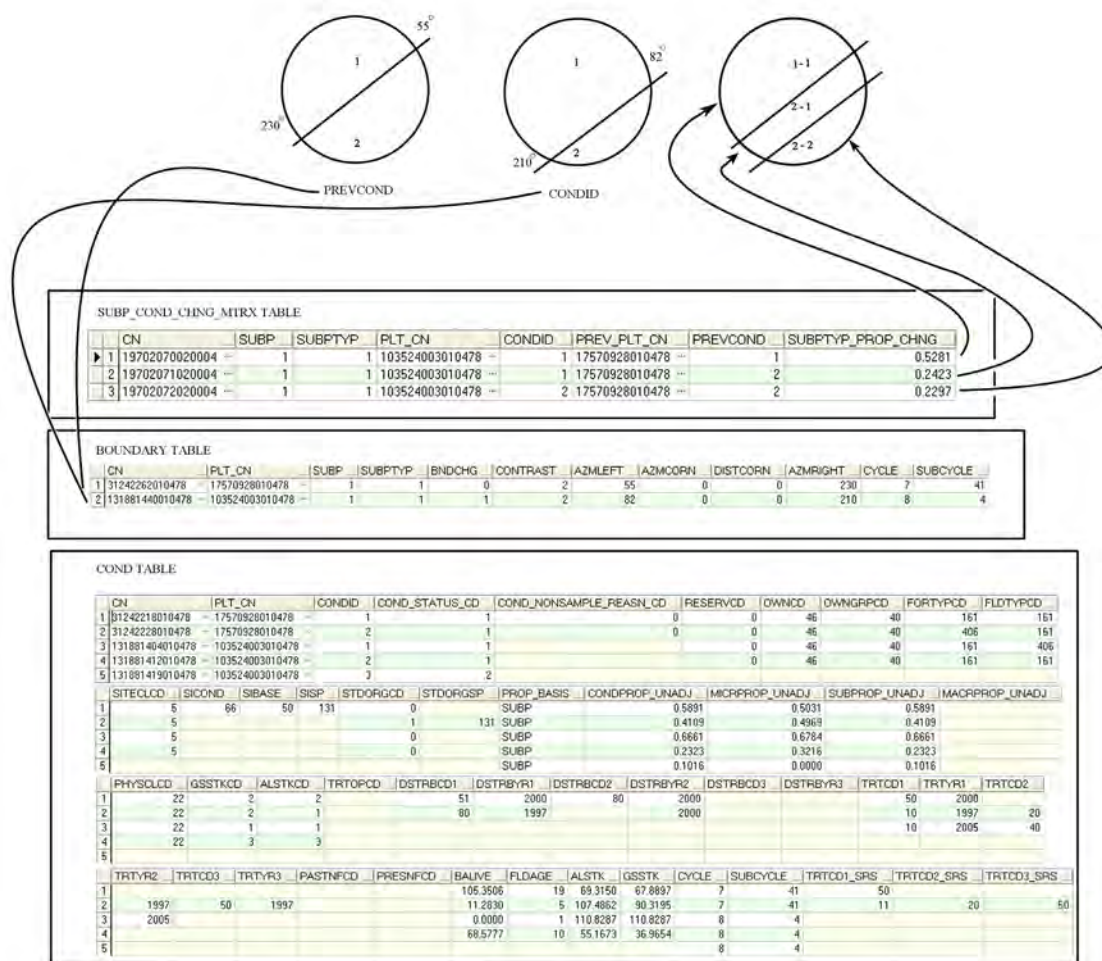 55°
82°
1
1
1-1
2-1
230°
2
210°
2
2-2
PREVCOND
CONDID
SUBP_COND_CHNG_MTRX TABLE
CN SUBP SUBPTYP PLT_CN CONDID PREV_PLT_CN PREVCOND SUBPTYP_PROP_CHNG
1 19702070020004 ... 1 1 103524003010478 ... 1 17570928010478 ... 1 0.5281
2 19702071020004 ... 1 1 103524003010478 ... 1 17570928010478 ... 2 0.2423
3 19702072020004 ... 1 1 103524003010478 ... 2 17570928010478 ... 2 0.2297
BOUNDARY TABLE
CN PLT_CN SUBP SUBPTYP BNDCHG CONTRAST AZMLEFT AZMCORN DISTCORN AZMRIGHT CYCLE SUBCYCLE
1 31242262010478 ... 17570928010478 ... 1 1 0 2 55 0 0 230 7 41
2 131881440010478 ... 103524003010478 ... 1 1 1 2 82 0 0 210 8 4
COND TABLE
CN PLT_CN CONDID COND_STATUS_CD COND_NONSAMPLE_REASN_CD RESERVCD OWNCD OWNGRPCD FORTYPCD FLDTYPCD
1 31242218010478 ... 17570928010478 ... 1 1 0 0 46 40 161 161
2 31242228010478 ... 17570928010478 ... 2 1 0 0 46 40 406 161
3 131881404010478 ... 103524003010478 ... 1 1 0 46 40 161 406
4 131881412010478 ... 103524003010478 ... 2 1 0 46 40 161 161
5 131881419010478 ... 103524003010478 ... 3 2
SITECLCD SICOND SIBASE SISP STDORGCD STDORGSP PROP_BASIS CONDPROP_UNADJ MICRPROP_UNADJ SUBPROP_UNADJ MACRPROP_UNADJ
1 5 66 50 131 0 SUBP 0.5891 0.5031 0.5891
2 5 1 131 SUBP 0.4109 0.4969 0.4109
3 5 0 SUBP 0.6661 0.6784 0.6661
4 5 0 SUBP 0.2323 0.3216 0.2323
5 SUBP 0.1016 0.0000 0.1016
PHYSCLCD GSSTKCD ALSTKCD TRTOPCD DSTRBCD1 DSTRBYR1 DSTRBCD2 DSTRBYR2 DSTRBCD3 DSTRBYR3 TRTCD1 TRTYR1 TRTCD2
1 22 2 2 51 2000 80 2000 50 2000
2 22 2 1 80 1997 2000 10 1997 20
3 22 1 1 10 2005 40
4 22 3 3
5
TRTYR2 TRTCD3 TRTYR3 PASTNFCD PRESNFCD BALIVE FLDAGE ALSTK GSSTK CYCLE SUBCYCLE TRTCD1_SRS TRTCD2_SRS TRTCD3_SRS
1 105.3506 19 69.3150 67.8897 7 41 50
2 1997 50 1997 11.2830 5 107.4862 90.3195 7 41 11 20 50
3 2005 0.0000 1 110.8287 110.8287 8 4
4 68.5777 10 55.1673 36.9654 8 4
5 8 4